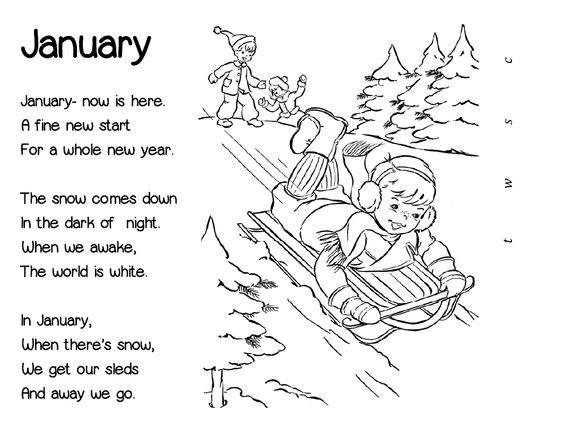 January
January- now is here.
A fine new start
For a whole new year.
The snow comes down
In the dark of night.
When we awake,
The world is white.
In January,
When there's snow,
We get our sleds
And away we go.
t w s c